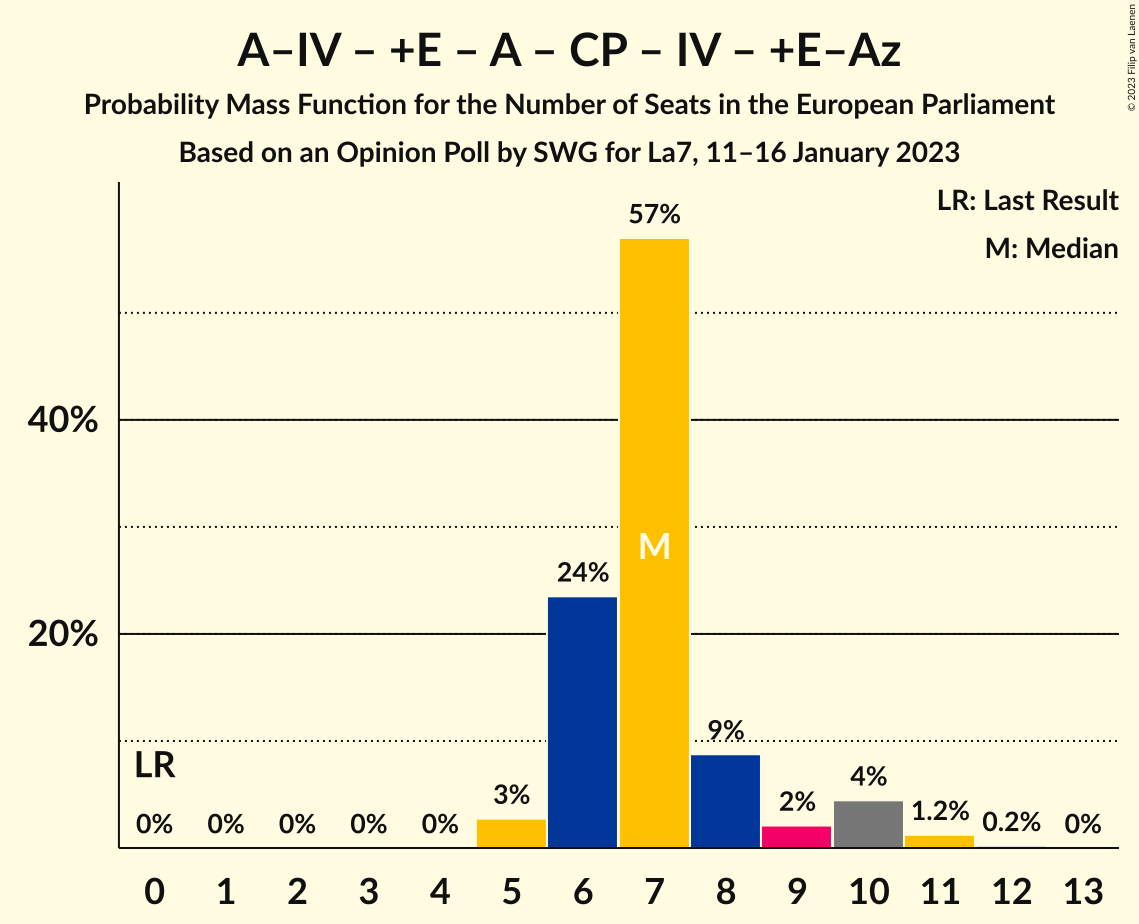 A–IV – +E – A – CP – IV – +E–Az
Probability Mass Function for the Number of Seats in the European Parliament
Based on an Opinion Poll by SWG for La7, 11–16 January 2023
© 2023 Filip van Laenen
LR: Last Result
M: Median
57%
40%
M
24%
20%
9%
LR
4%
3%
2%
1.2%
0% 0% 0% 0% 0% 0.2% 0%
0 1 2 3 4 5 6 7 8 9 10 11 12 13